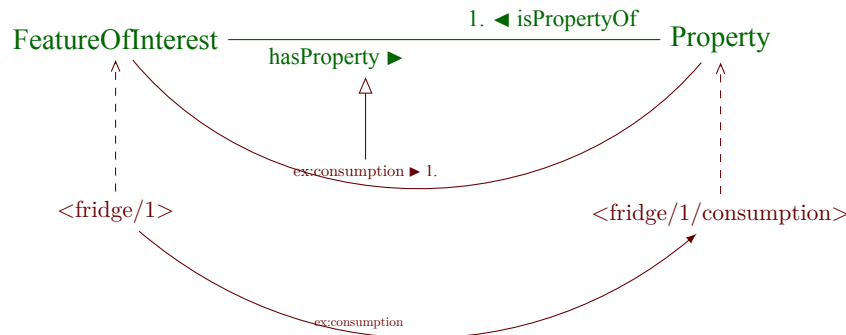 1. ◀ isPropertyOf
FeatureOfInterest
Property
hasProperty ▶
ex:consumption ▶ 1.
<fridge/1>
<fridge/1/consumption>
ex:consumption